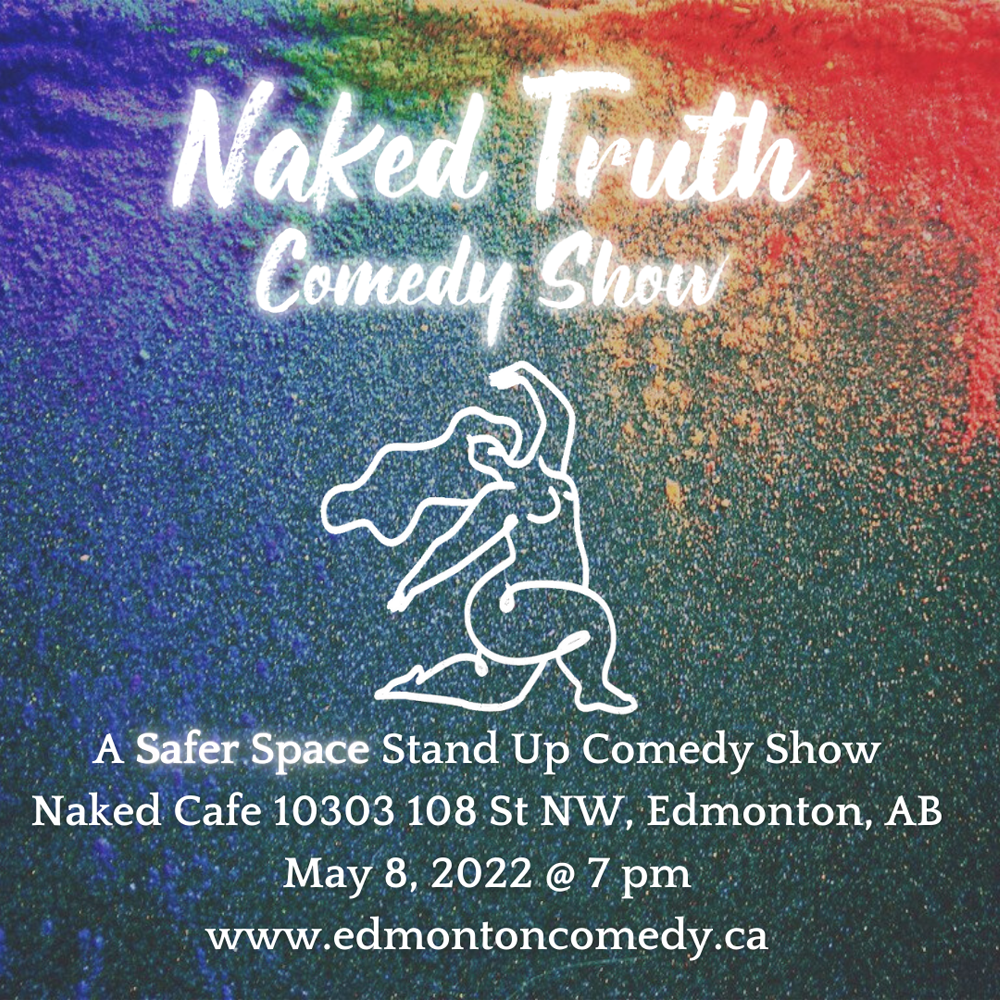 Naked Truth
Comedy Show
A Safer Space Stand Up Comedy Show
Naked Cafe 10303 108 St NW, Edmonton, AB
May 8, 2022 @ 7 pm
www.edmontoncomedy.ca